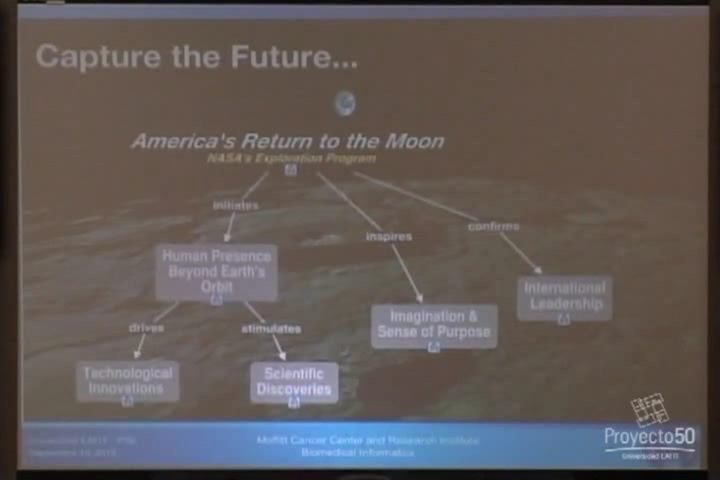 Capture the Future...
America's Return to the Moon
NASA's Exploration Program
initiates
inspires
confirms
Human Presence
Beyond Earth's
Orbit
International
Leadership
Imagination &
Sense of Purpose
drives
stimulates
Technological
Innovations
Scientific
Discoveries
Moffitt Cancer Center and Research Institute
Biomedical Informatics
Proyecto50
Universidad EAFIT